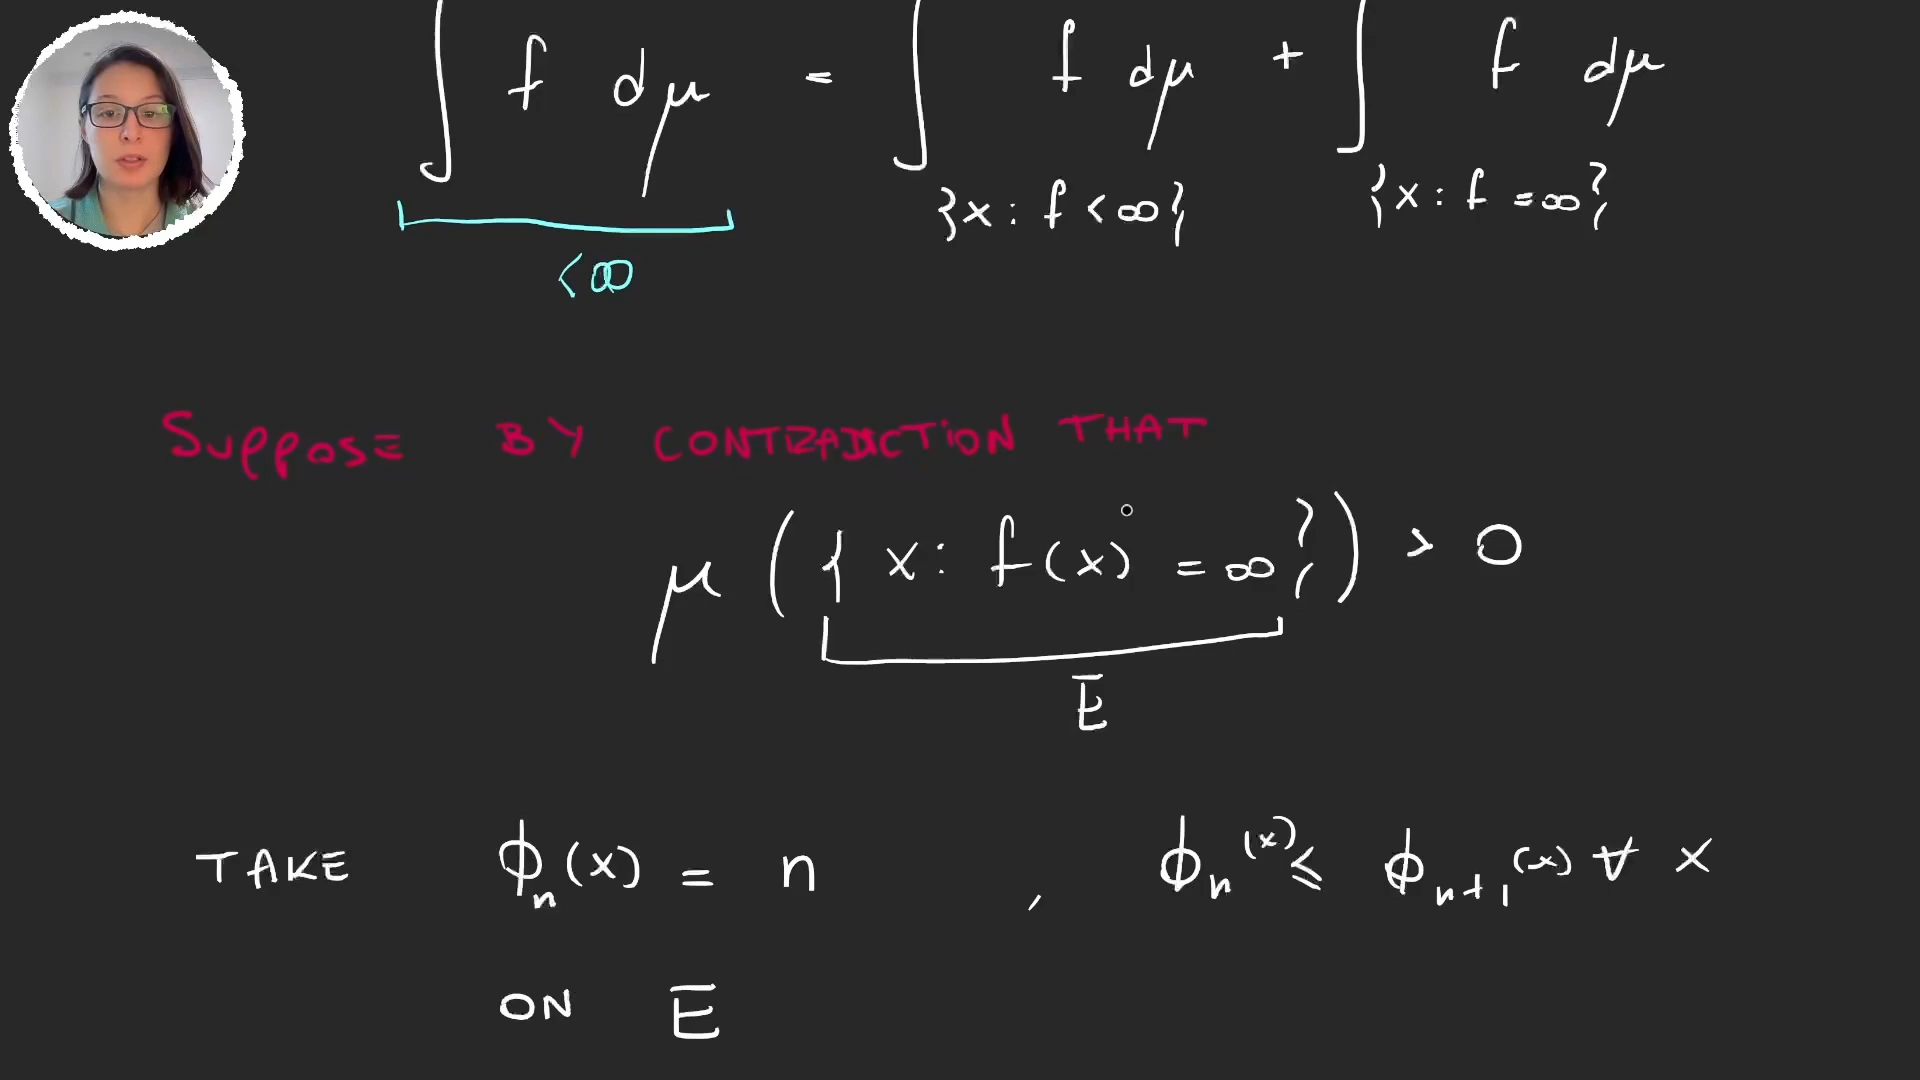 ∫ f dμ = ∫ f dμ + ∫ f dμ
{x : f < ∞} {x : f = ∞}
< ∞
SUPPOSE BY CONTRADICTION THAT
μ ( { x : f(x) = ∞ } ) > 0
E
TAKE ϕₙ(x) = n , ϕₙ(x) ≤ ϕₙ₊₁(x) ∀ x
ON E